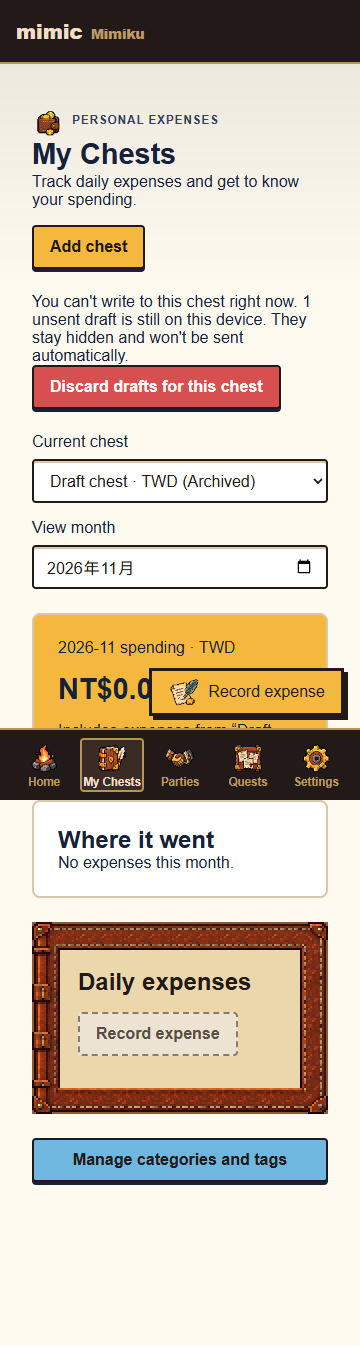 mimic Mimiku
PERSONAL EXPENSES
My Chests
Track daily expenses and get to know
your spending.
Add chest
You can't write to this chest right now. 1
unsent draft is still on this device. They
stay hidden and won't be sent
automatically.
Discard drafts for this chest
Current chest
Draft chest · TWD (Archived)
View month
2026年11月
2026-11 spending · TWD
NT$0.0
Record expense
Home
My Chests
Parties
Quests
Settings
Where it went
No expenses this month.
Daily expenses
Record expense
Manage categories and tags